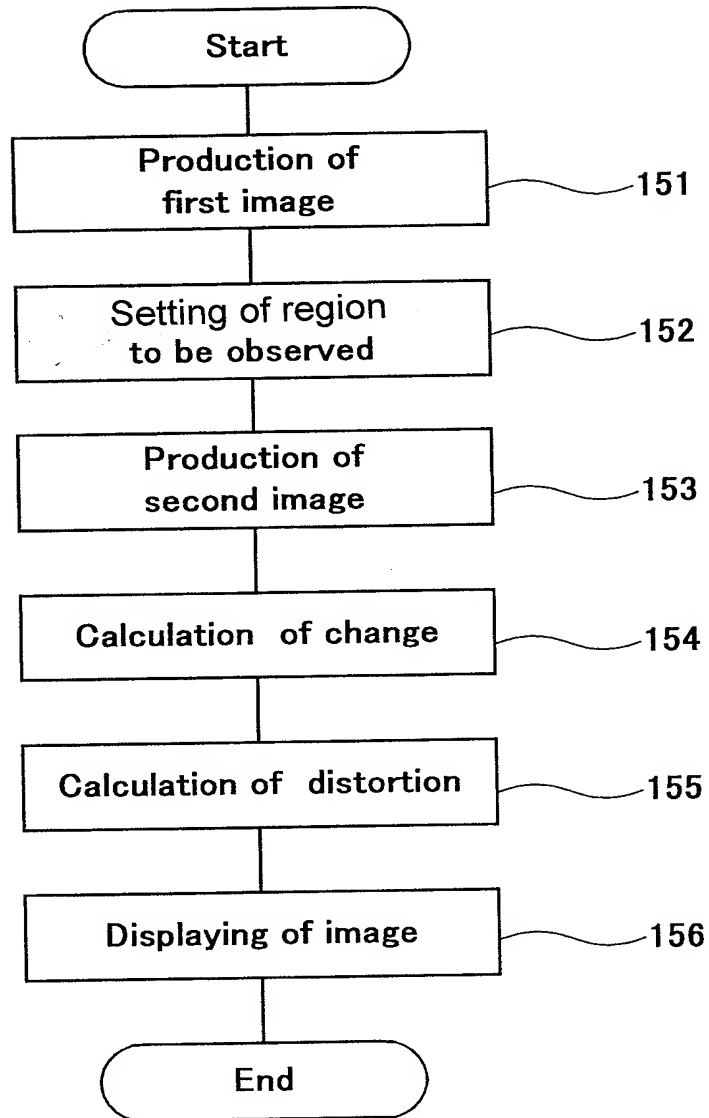 Start
Production of
first image
151
Setting of region
to be observed
152
Production of
second image
153
Calculation of change
154
Calculation of distortion
155
Displaying of image
156
End